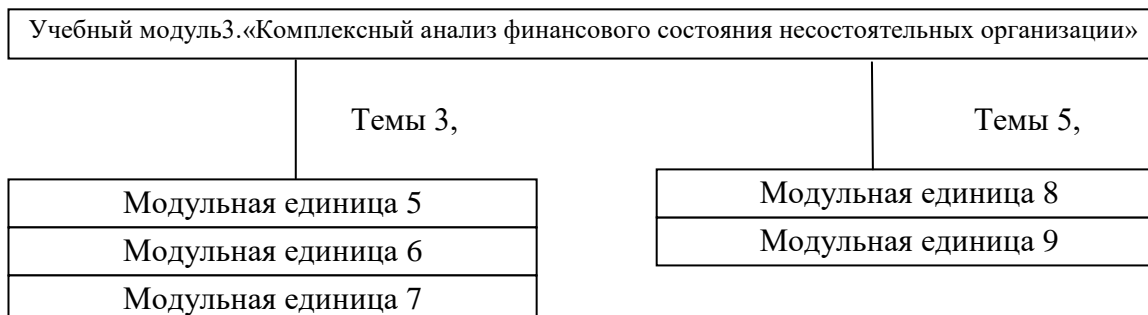 Учебный модуль3.«Комплексный анализ финансового состояния несостоятельных организации»
Темы 3,
Темы 5,
Модульная единица 5
Модульная единица 6
Модульная единица 7
Модульная единица 8
Модульная единица 9